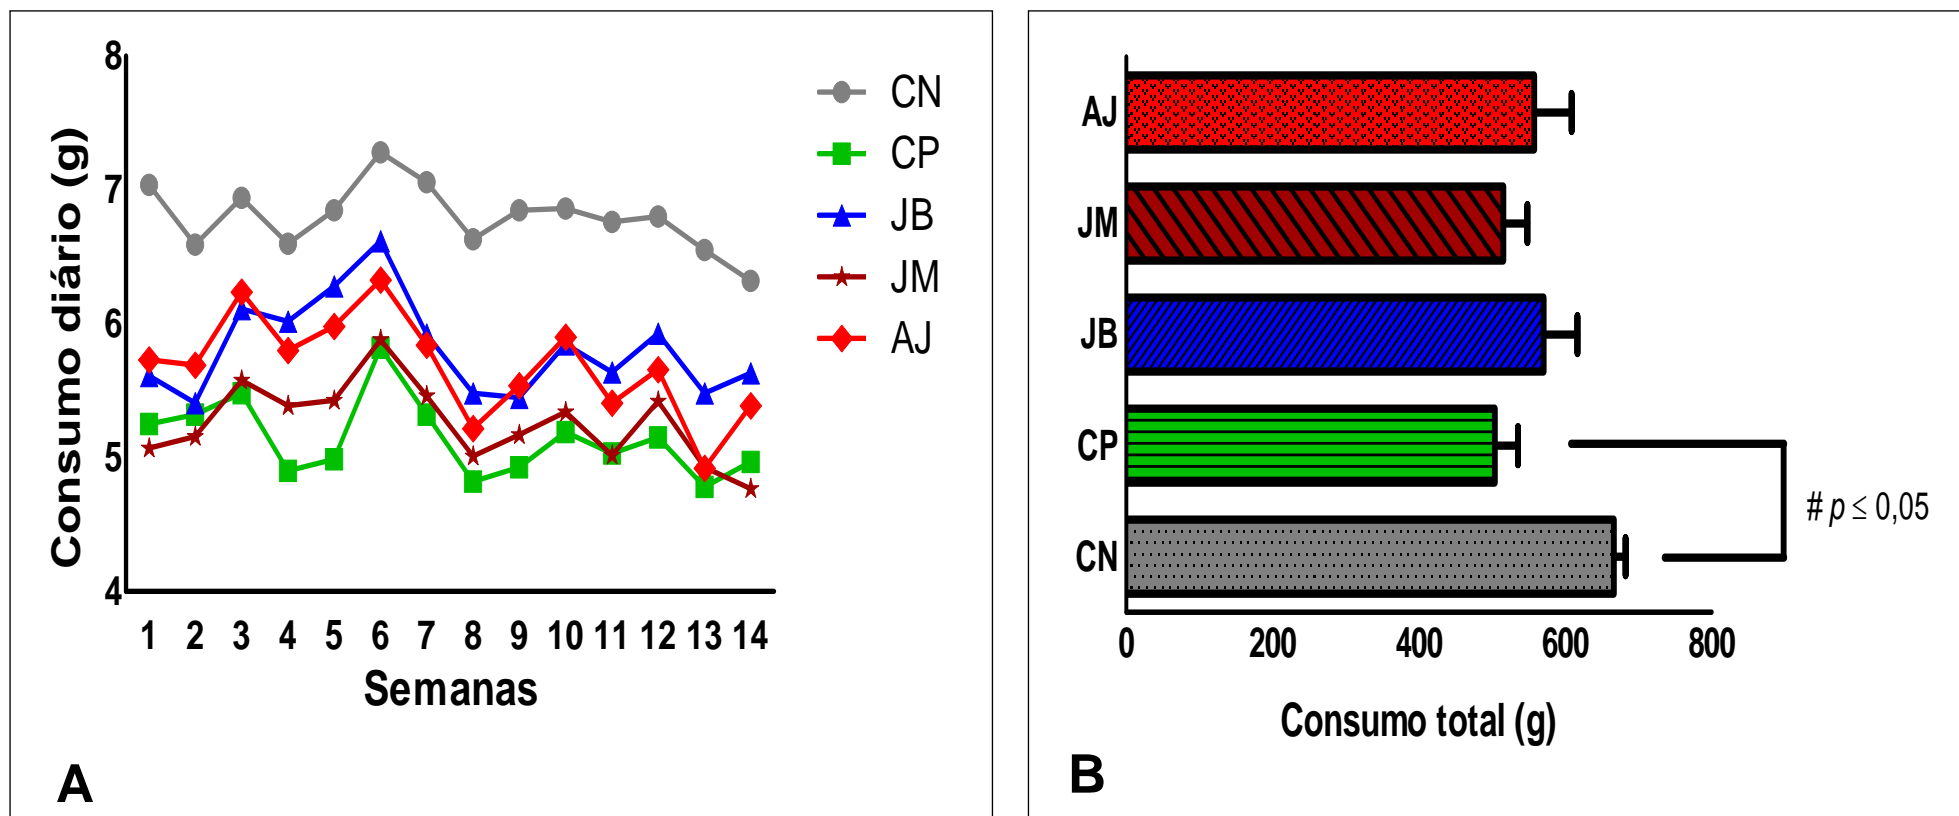 8
7
6
5
4
Consumo diário (g)
1 2 3 4 5 6 7 8 9 10 11 12 13 14
Semanas
CN
CP
JB
JM
AJ
A
AJ
JM
JB
CP
CN
# p ≤ 0,05
0 200 400 600 800
Consumo total (g)
B